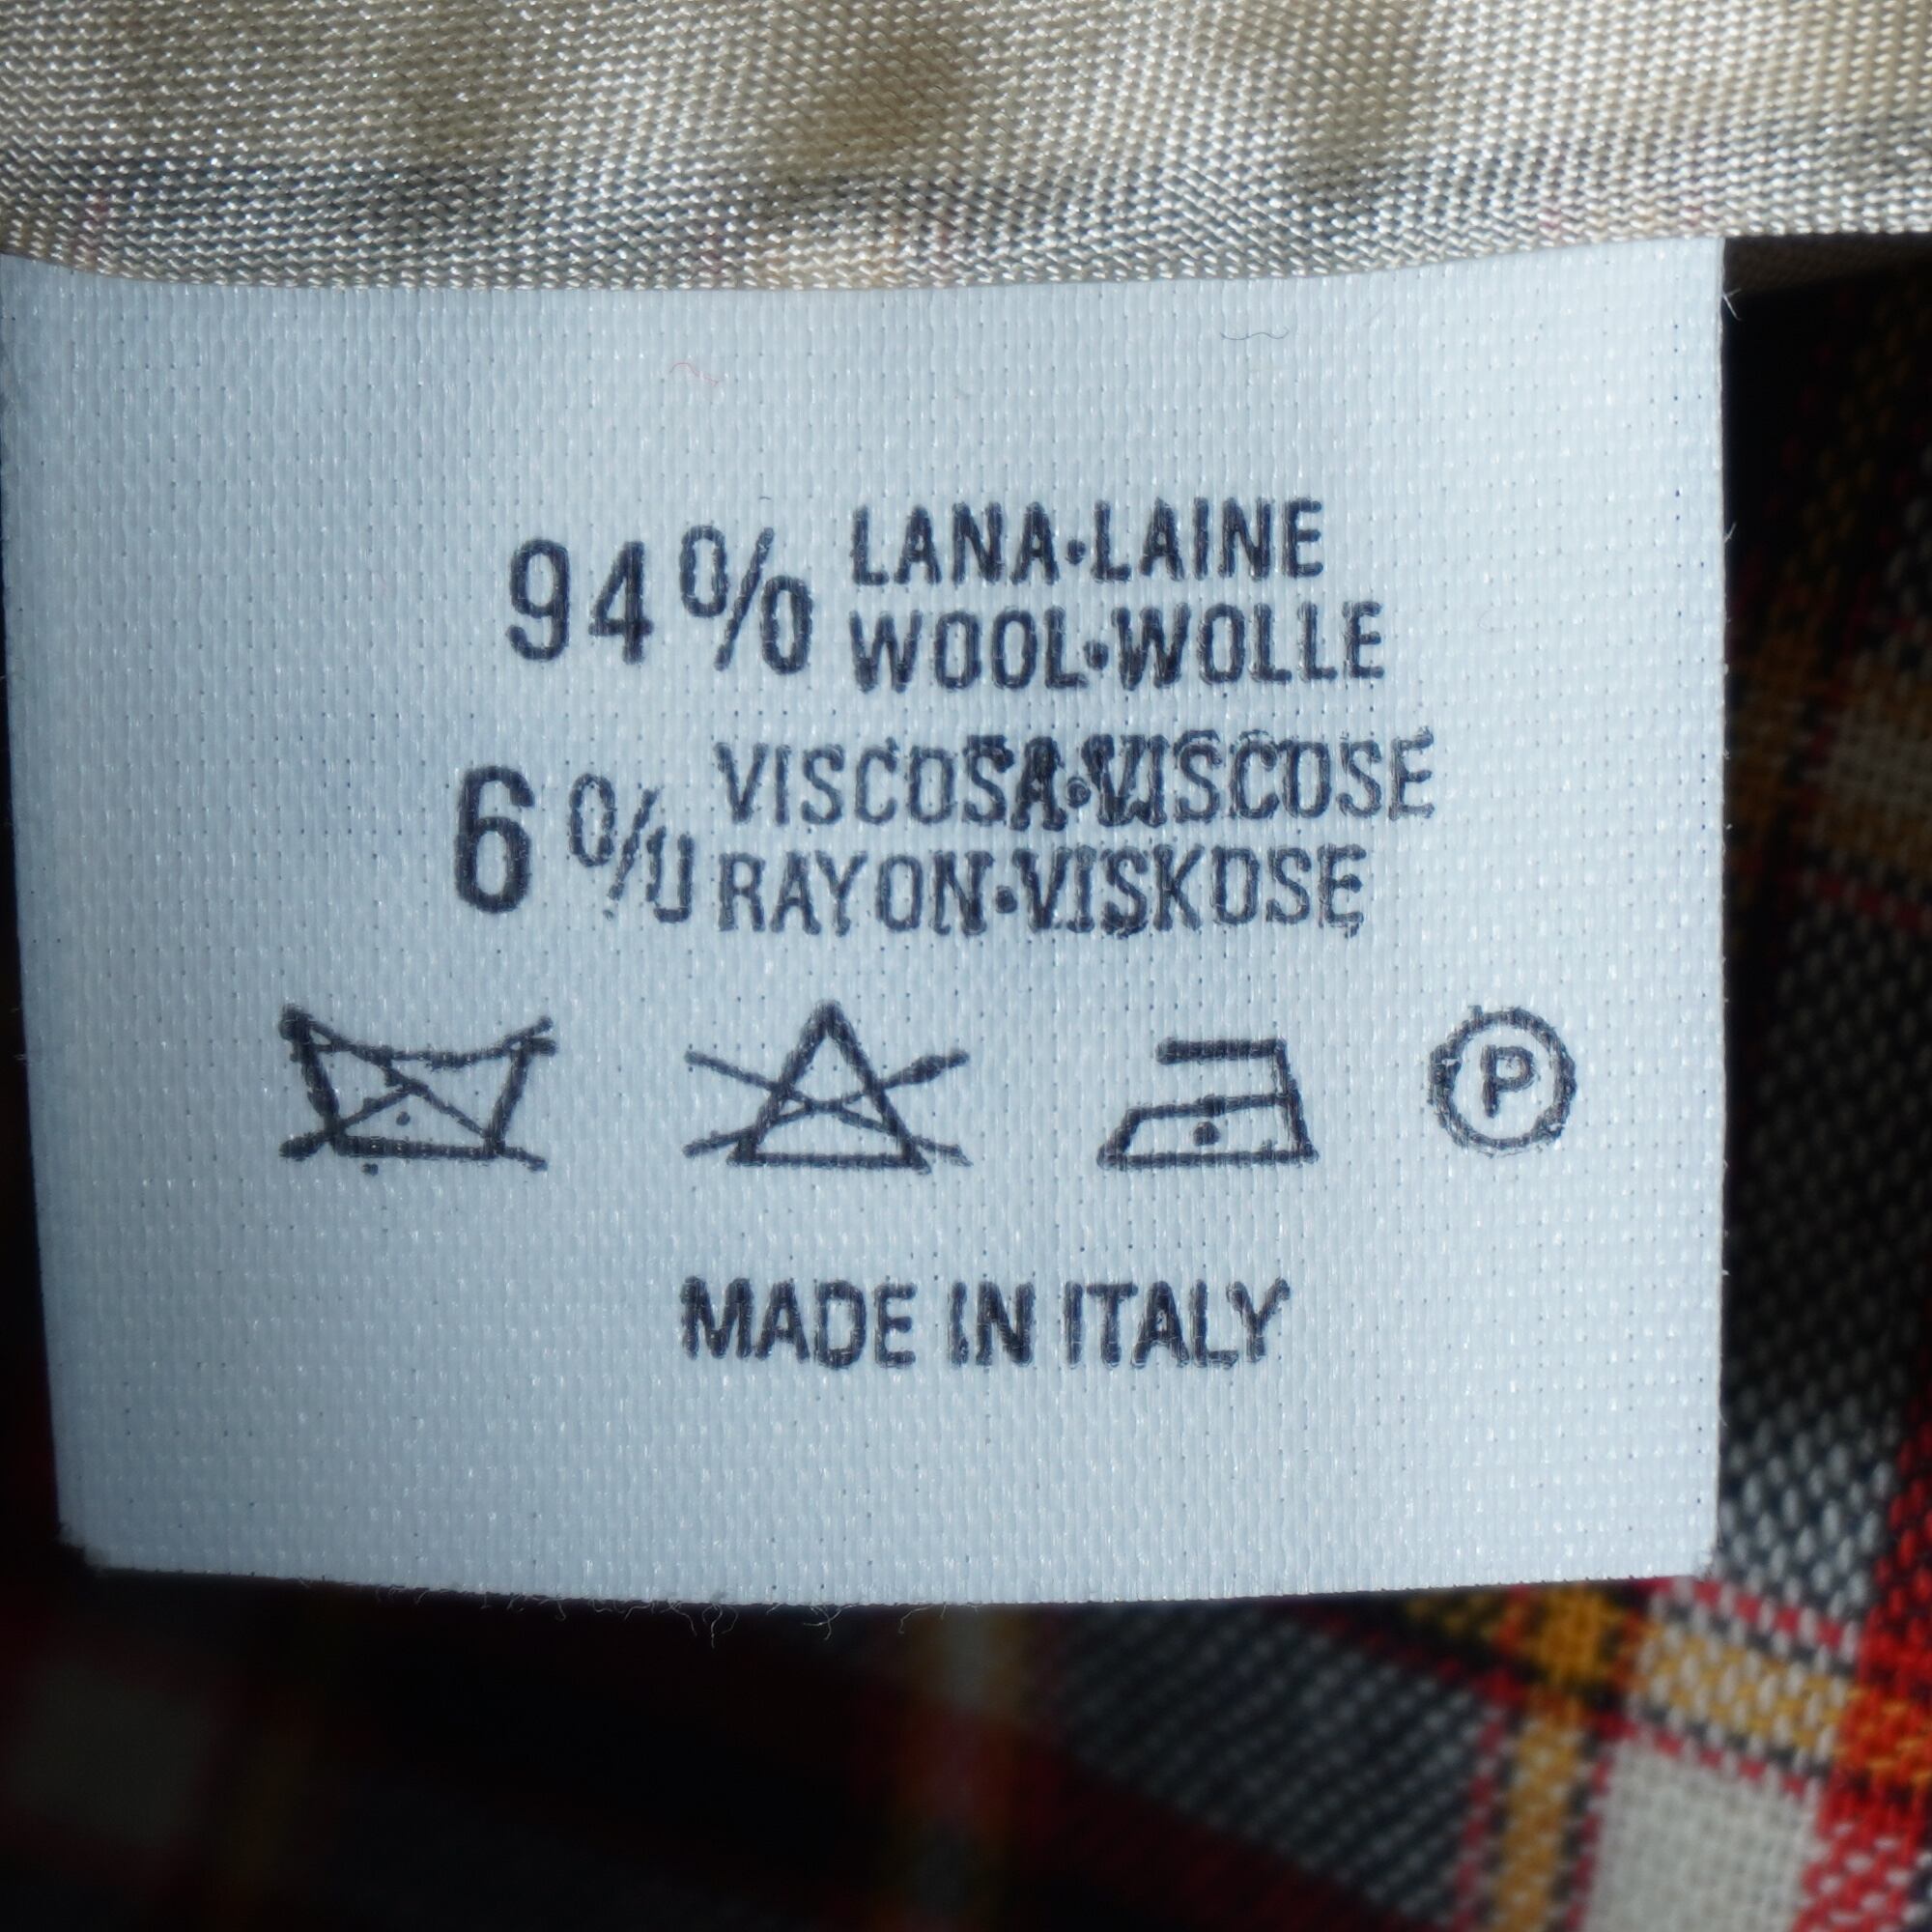 94% LANA•LAINE
WOOL•WOLLE
6% VISCOSA•VISCOSE
RAYON•VISKOSE
P
MADE IN ITALY